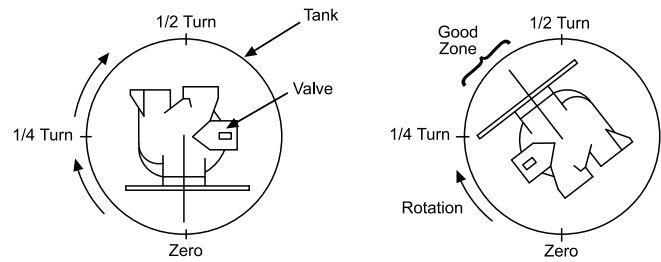 1/2 Turn
Tank
Valve
1/4 Turn
Zero
Good
Zone
1/2 Turn
1/4 Turn
Rotation
Zero